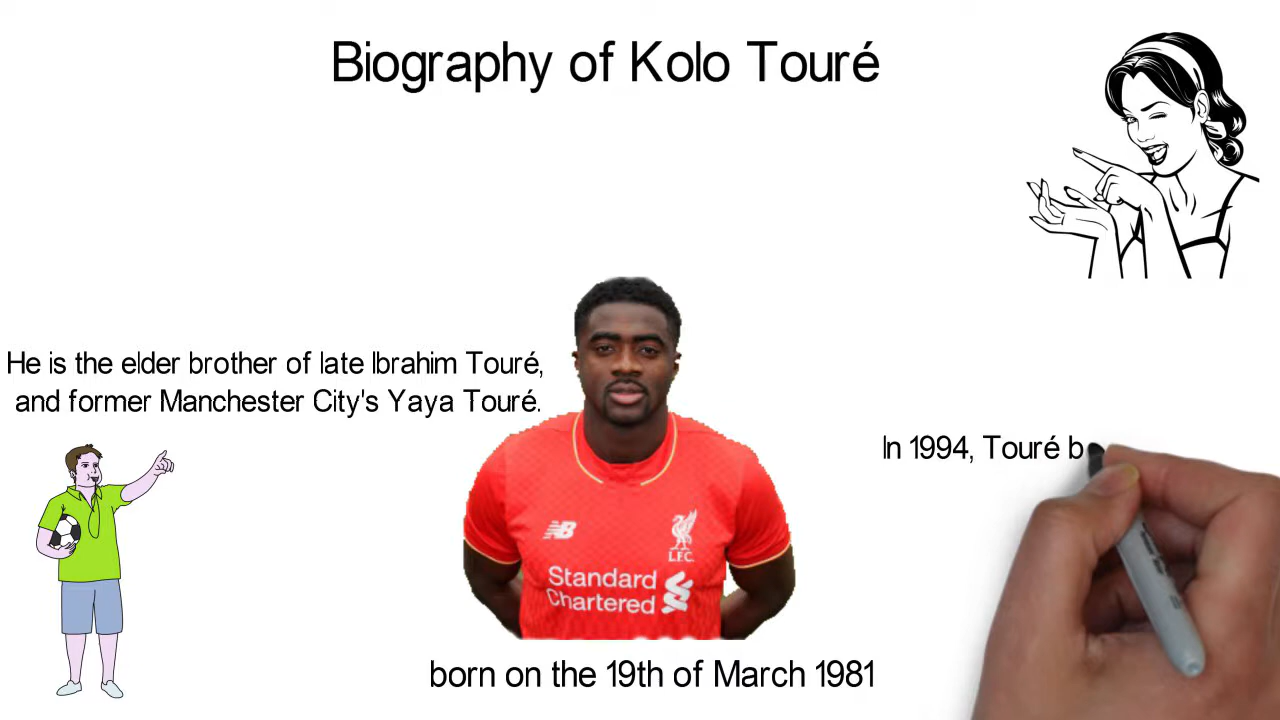 Biography of Kolo Touré
He is the elder brother of late Ibrahim Touré,
and former Manchester City's Yaya Touré.
In 1994, Touré b
NB
L.F.C.
Standard
Chartered
born on the 19th of March 1981